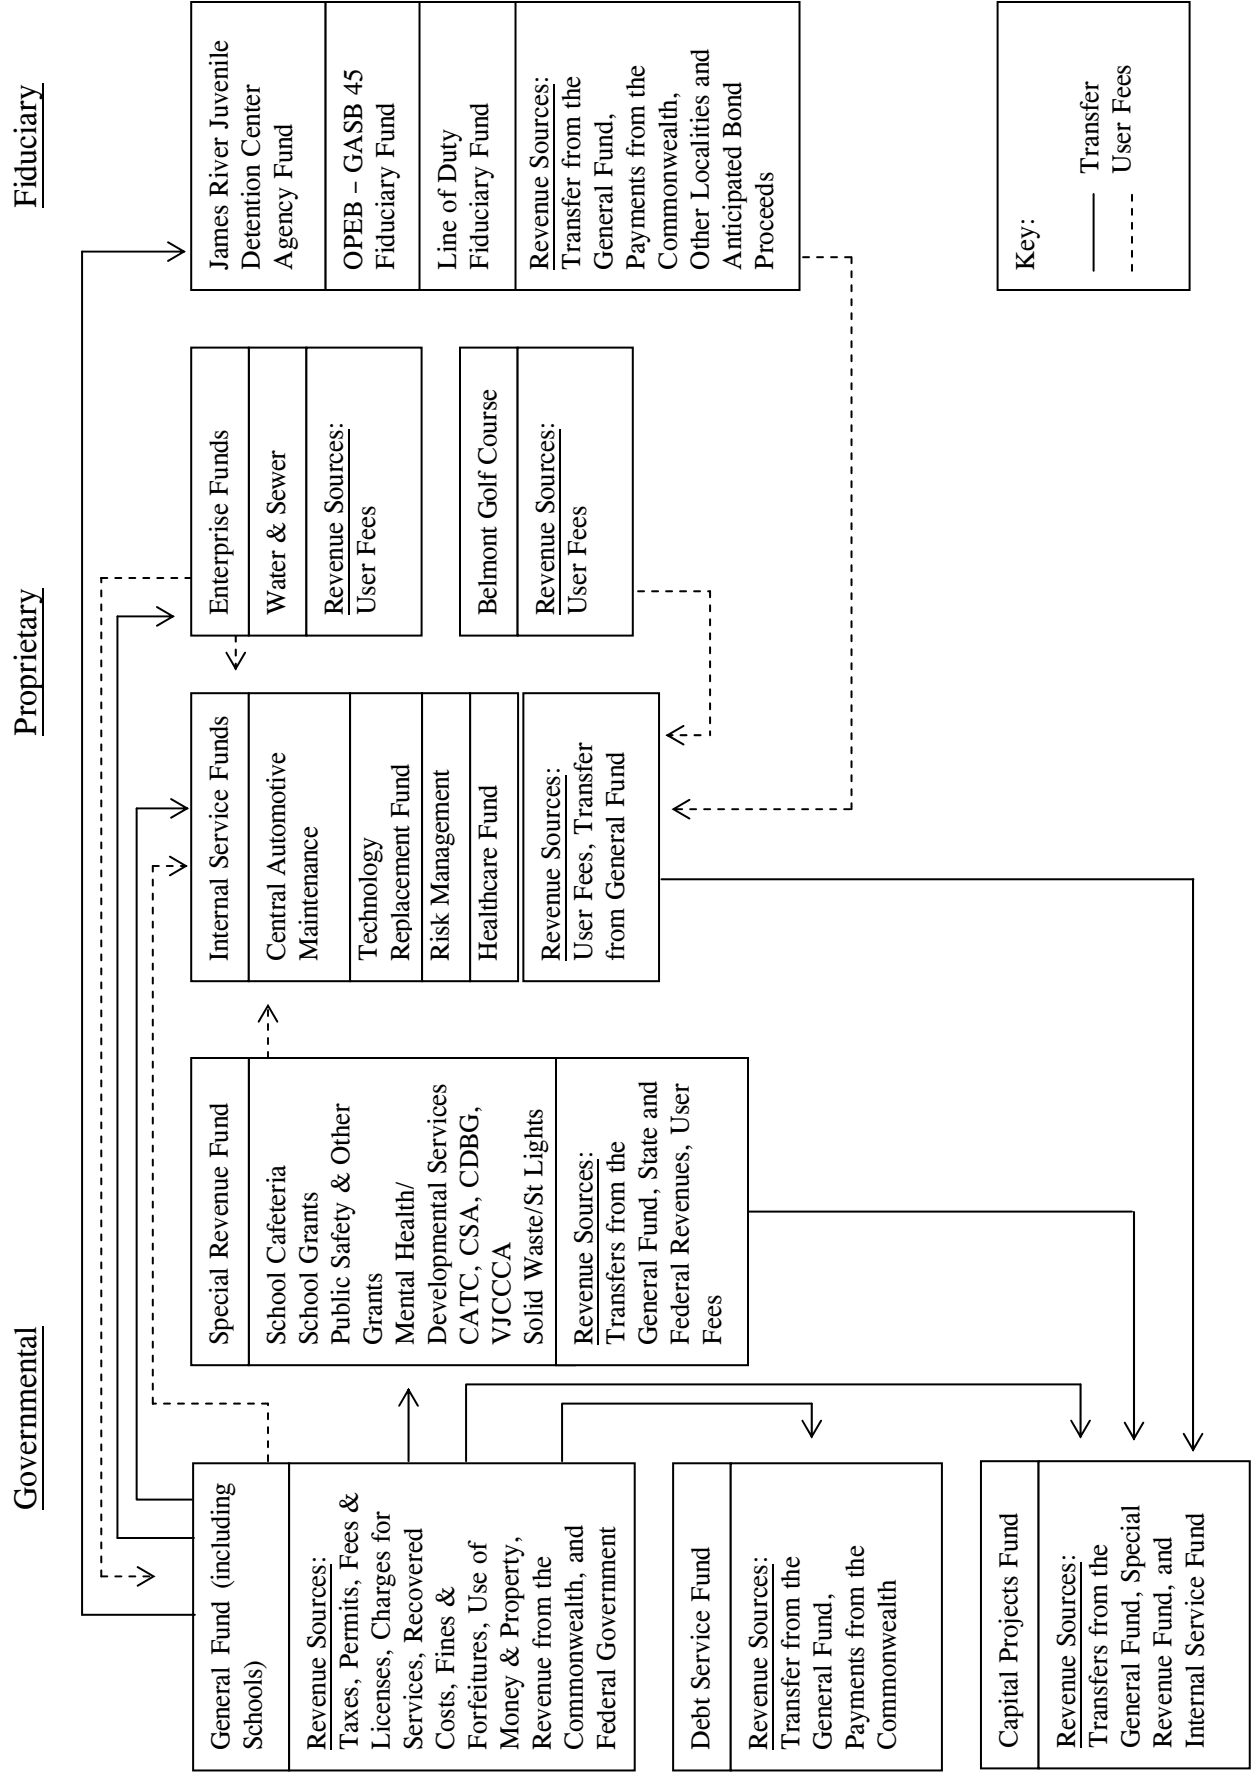 Governmental
Proprietary
Fiduciary
General Fund (including
Schools)
Revenue Sources:
Taxes, Permits, Fees &
Licenses, Charges for
Services, Recovered
Costs, Fines &
Forfeitures, Use of
Money & Property,
Revenue from the
Commonwealth, and
Federal Government
Debt Service Fund
Revenue Sources:
Transfer from the
General Fund,
Payments from the
Commonwealth
Capital Projects Fund
Revenue Sources:
Transfers from the
General Fund, Special
Revenue Fund, and
Internal Service Fund
Special Revenue Fund
School Cafeteria
School Grants
Public Safety & Other
Grants
Mental Health/
Developmental Services
CATC, CSA, CDBG,
VJCCCA
Solid Waste/St Lights
Revenue Sources:
Transfers from the
General Fund, State and
Federal Revenues, User
Fees
Internal Service Funds
Central Automotive
Maintenance
Technology
Replacement Fund
Risk Management
Healthcare Fund
Revenue Sources:
User Fees, Transfer
from General Fund
Enterprise Funds
Water & Sewer
Revenue Sources:
User Fees
Belmont Golf Course
Revenue Sources:
User Fees
James River Juvenile
Detention Center
Agency Fund
OPEB – GASB 45
Fiduciary Fund
Line of Duty
Fiduciary Fund
Revenue Sources:
Transfer from the
General Fund,
Payments from the
Commonwealth,
Other Localities and
Anticipated Bond
Proceeds
Key:
Transfer
User Fees